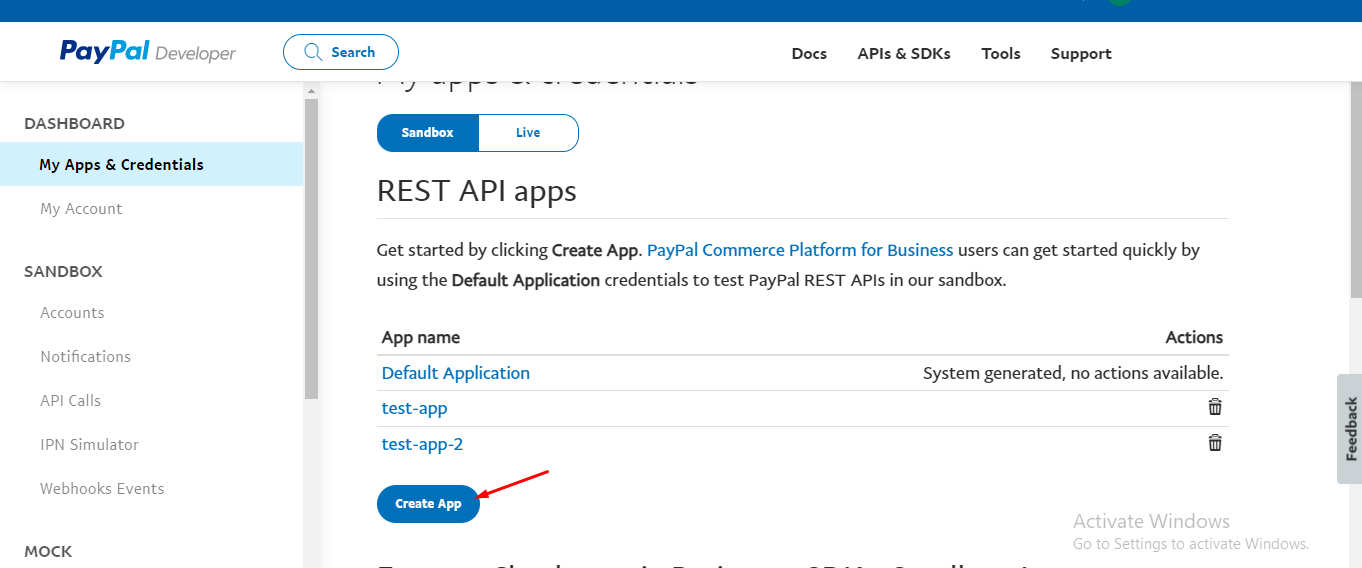 PayPal Developer
Search
Docs
APIs & SDKs
Tools
Support
DASHBOARD
My Apps & Credentials
My Account
SANDBOX
Accounts
Notifications
API Calls
IPN Simulator
Webhooks Events
MOCK
My apps & credentials
Sandbox
Live
REST API apps
Get started by clicking Create App. PayPal Commerce Platform for Business users can get started quickly by
using the Default Application credentials to test PayPal REST APIs in our sandbox.
App name Actions
Default Application System generated, no actions available.
test-app
test-app-2
Create App
Feedback
Activate Windows
Go to Settings to activate Windows.